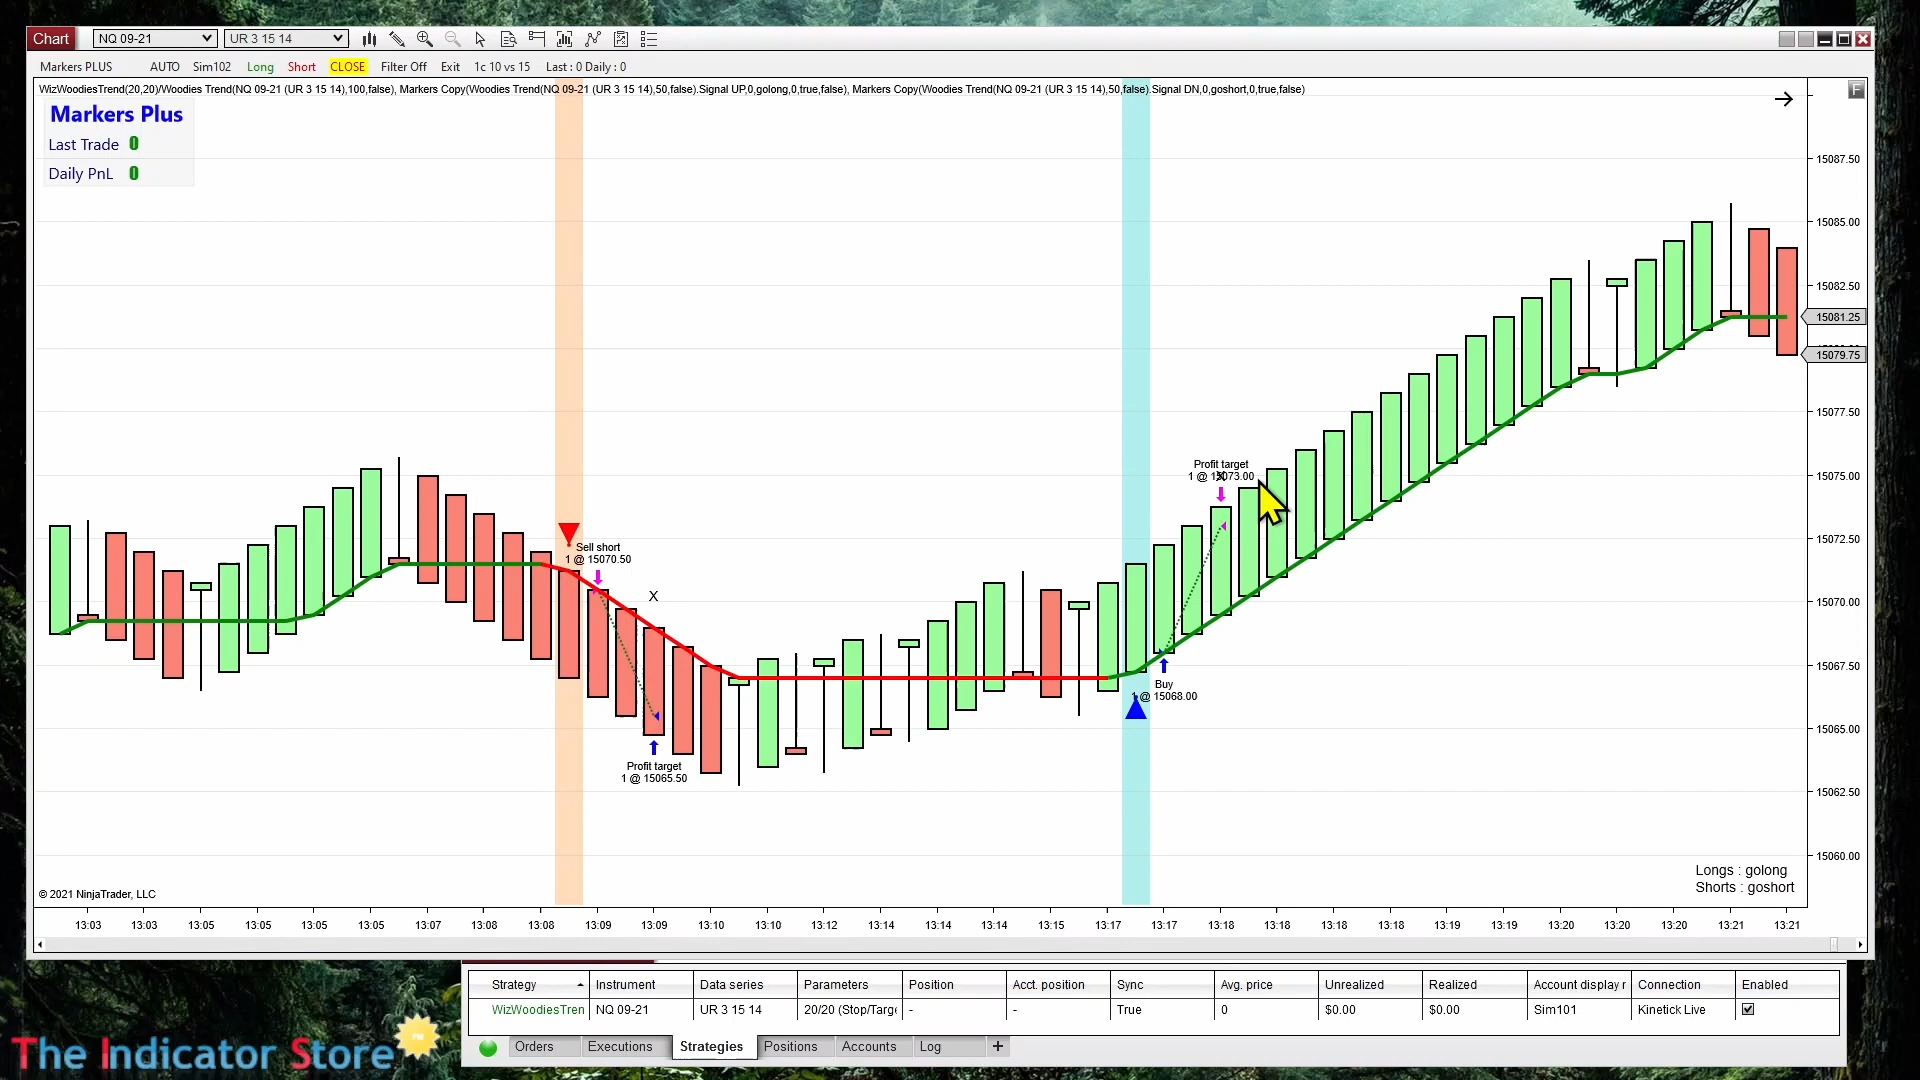 Chart
NQ 09-21
UR 3 15 14
Markers PLUS AUTO Sim102 Long Short CLOSE Filter Off Exit 1c 10 vs 15 Last : 0 Daily : 0
WizWoodiesTrend(20,20)/Woodies Trend(NQ 09-21 (UR 3 15 14),100,false), Markers Copy(Woodies Trend(NQ 09-21 (UR 3 15 14),50,false).Signal UP,0,golong,0,true,false), Markers Copy(Woodies Trend(NQ 09-21 (UR 3 15 14),50,false).Signal DN,0,goshort,0,true,false)
F
Markers Plus
Last Trade 0
Daily PnL 0
15087.50
15085.00
15082.50
15081.25
15079.75
15077.50
15075.00
15072.50
15070.00
15067.50
15065.00
15062.50
15060.00
Profit target
1 @ 15073.00
Sell short
1 @ 15070.50
X
Buy
1 @ 15068.00
Profit target
1 @ 15065.50
Longs : golong
Shorts : goshort
© 2021 NinjaTrader, LLC
13:03 13:03 13:05 13:05 13:05 13:05 13:07 13:08 13:08 13:09 13:09 13:10 13:10 13:12 13:14 13:14 13:14 13:15 13:17 13:17 13:18 13:18 13:18 13:18 13:19 13:19 13:20 13:20 13:20 13:21 13:21
Strategy Instrument Data series Parameters Position Acct. position Sync Avg. price Unrealized Realized Account display r Connection Enabled
WizWoodiesTren NQ 09-21 UR 3 15 14 20/20 (Stop/Targe - - True 0 $0.00 $0.00 Sim101 Kinetick Live
Orders Executions Strategies Positions Accounts Log +
The Indicator Store